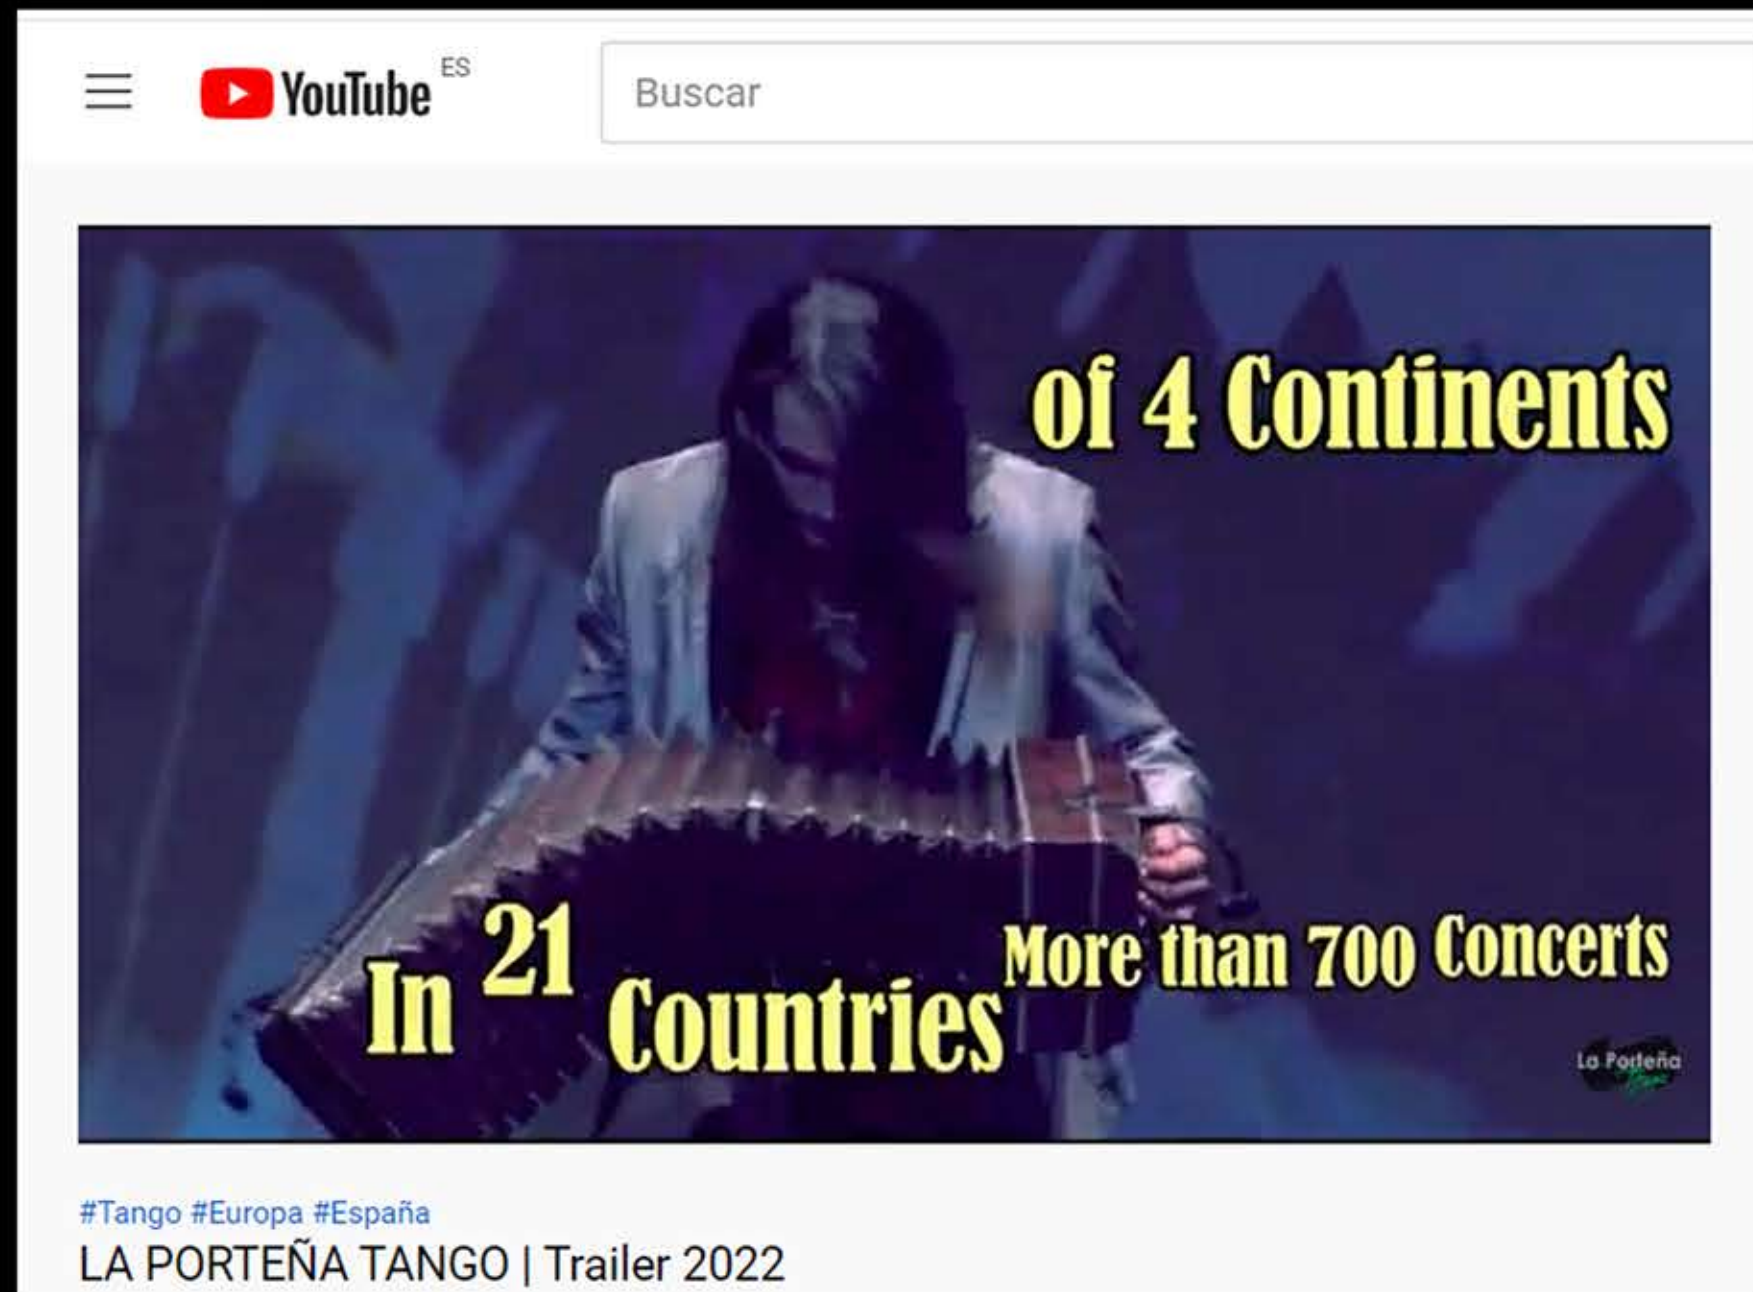 YouTube ES
Buscar
of 4 Continents
In 21 Countries
More than 700 Concerts
La Porteña
Tango
#Tango #Europa #España
LA PORTEÑA TANGO | Trailer 2022